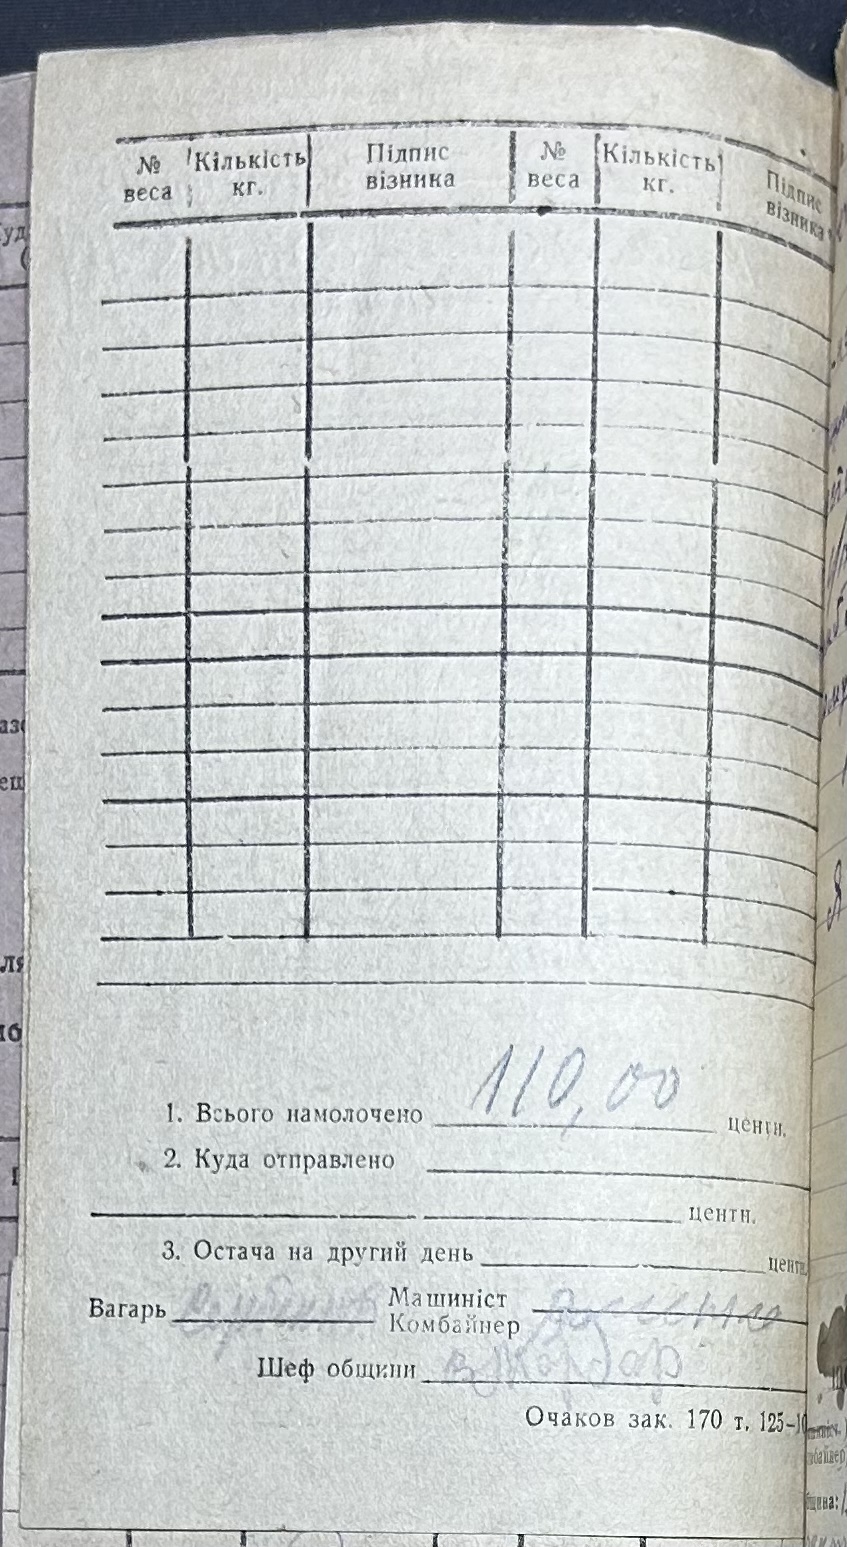 № веса Кількість кг. Підпис візника № веса Кількість кг. Підпис візника
1. Всього намолочено 110,00 центн.
2. Куда отправлено
центн.
3. Остача на другий день центн.
Вагарь Машиніст
Комбайнер
Шеф общини
Очаков зак. 170 т, 125-10